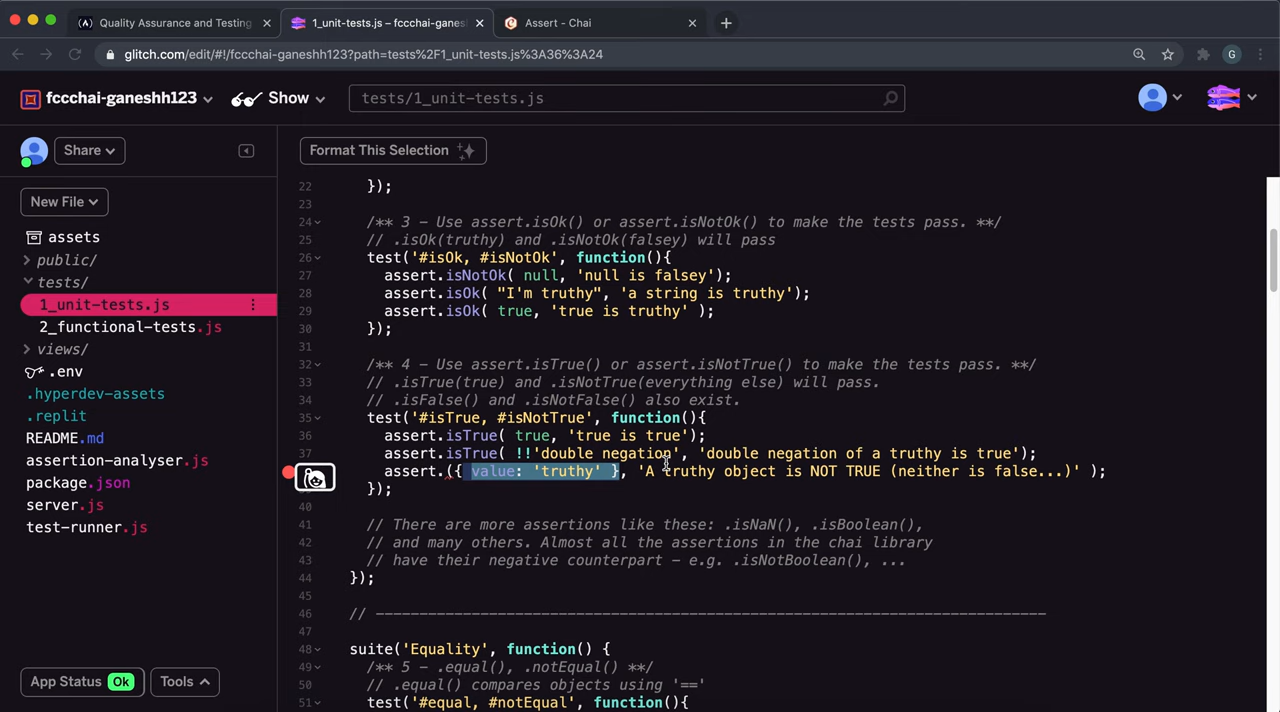 Quality Assurance and Testing
1_unit-tests.js – fccchai-ganesh
Assert - Chai
glitch.com/edit/#!/fccchai-ganeshh123?path=tests%2F1_unit-tests.js%3A36%3A24
G
fccchai-ganeshh123
Show
tests/1_unit-tests.js
Share
Format This Selection
New File
assets
public/
tests/
1_unit-tests.js
2_functional-tests.js
views/
.env
.hyperdev-assets
.replit
README.md
assertion-analyser.js
package.json
server.js
test-runner.js
App Status Ok
Tools
22 });
23
24 /** 3 - Use assert.isOk() or assert.isNotOk() to make the tests pass. **/
25 // .isOk(truthy) and .isNotOk(falsey) will pass
26 test('#isOk, #isNotOk', function(){
27 assert.isNotOk( null, 'null is falsey');
28 assert.isOk( "I'm truthy", 'a string is truthy');
29 assert.isOk( true, 'true is truthy' );
30 });
31
32 /** 4 - Use assert.isTrue() or assert.isNotTrue() to make the tests pass. **/
33 // .isTrue(true) and .isNotTrue(everything else) will pass.
34 // .isFalse() and .isNotFalse() also exist.
35 test('#isTrue, #isNotTrue', function(){
36 assert.isTrue( true, 'true is true');
37 assert.isTrue( !!'double negation', 'double negation of a truthy is true');
assert.({ value: 'truthy' }, 'A truthy object is NOT TRUE (neither is false...)' );
});
40
41 // There are more assertions like these: .isNaN(), .isBoolean(),
42 // and many others. Almost all the assertions in the chai library
43 // have their negative counterpart - e.g. .isNotBoolean(), ...
44 });
45
46 // ----------------------------------------------------------------------------
47
48 suite('Equality', function() {
49 /** 5 - .equal(), .notEqual() **/
50 // .equal() compares objects using '=='
51 test('#equal, #notEqual', function(){